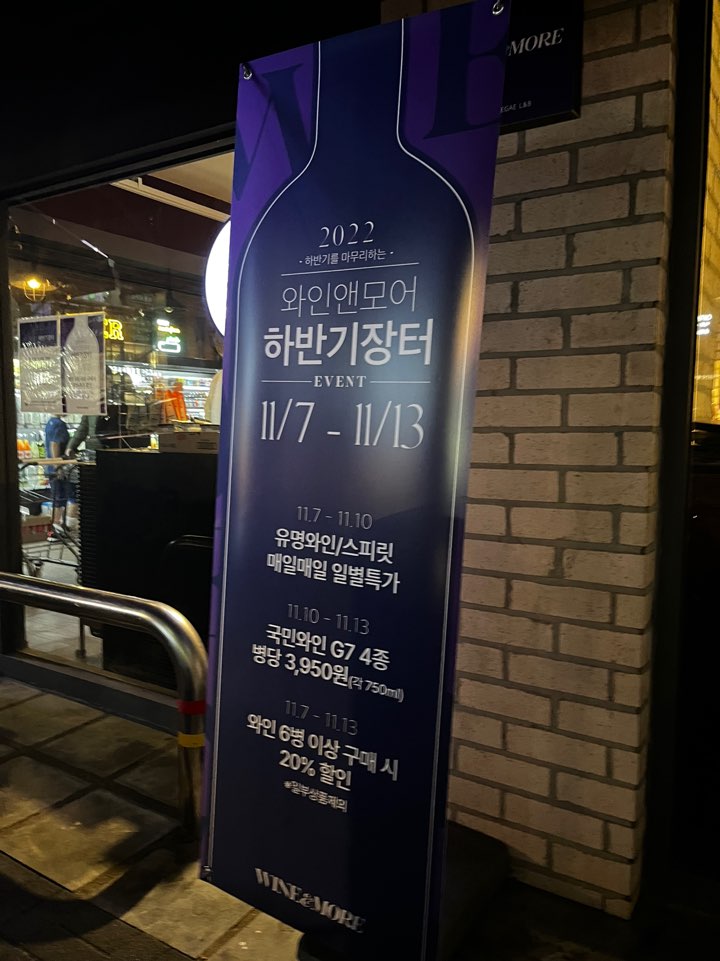 &MORE
2022
- 하반기를 마무리하는 -
와인앤모어
하반기장터
EVENT
11/7 - 11/13
11.7 - 11.10
유명와인/스피릿
매일매일 일별특가
11.10 - 11.13
국민와인 G7 4종
병당 3,950원(각 750ml)
11.7 - 11.13
와인 6병 이상 구매 시
20% 할인
*일부상품제외
WINE&MORE